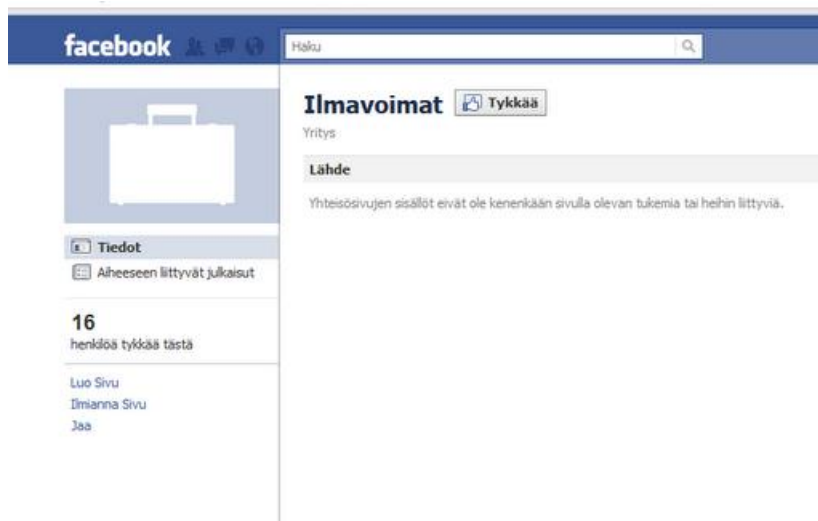 facebook
Haku
Ilmavoimat Tykkää
Yritys
Lähde
Yhteisösivujen sisällöt eivät ole kenenkään sivulla olevan tukemia tai heihin liittyviä.
Tiedot
Aiheeseen liittyvät julkaisut
16
henkilöä tykkää tästä
Luo Sivu
Ilmianna Sivu
Jaa